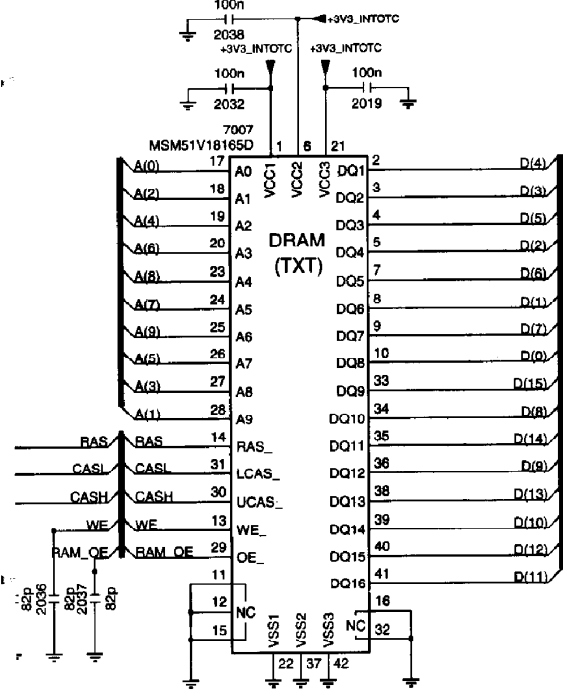 100n
+3V3_INTOTC
2038
+3V3_INTOTC +3V3_INTOTC
100n 100n
2032 2019
7007
MSM51V18165D 1 6 21
VCC1 VCC2 VCC3
A(0) 17 A0 DQ1 2 D(4)
A(2) 18 A1 DQ2 3 D(3)
A(4) 19 A2 DQ3 4 D(5)
DRAM
(TXT)
A(6) 20 A3 DQ4 5 D(2)
A(8) 23 A4 DQ5 7 D(6)
A(7) 24 A5 DQ6 8 D(1)
A(9) 25 A6 DQ7 9 D(7)
A(5) 26 A7 DQ8 10 D(0)
A(3) 27 A8 DQ9 33 D(15)
A(1) 28 A9 DQ10 34 D(8)
RAS RAS 14 RAS_ DQ11 35 D(14)
CASL CASL 31 LCAS_ DQ12 36 D(9)
CASH CASH 30 UCAS_ DQ13 38 D(13)
WE WE 13 WE_ DQ14 39 D(10)
RAM_OE RAM_OE 29 OE_ DQ15 40 D(12)
DQ16 41 D(11)
82p 2036 82p 2037 82p
11 12 15 NC
NC 16 32
VSS1 VSS2 VSS3
22 37 42